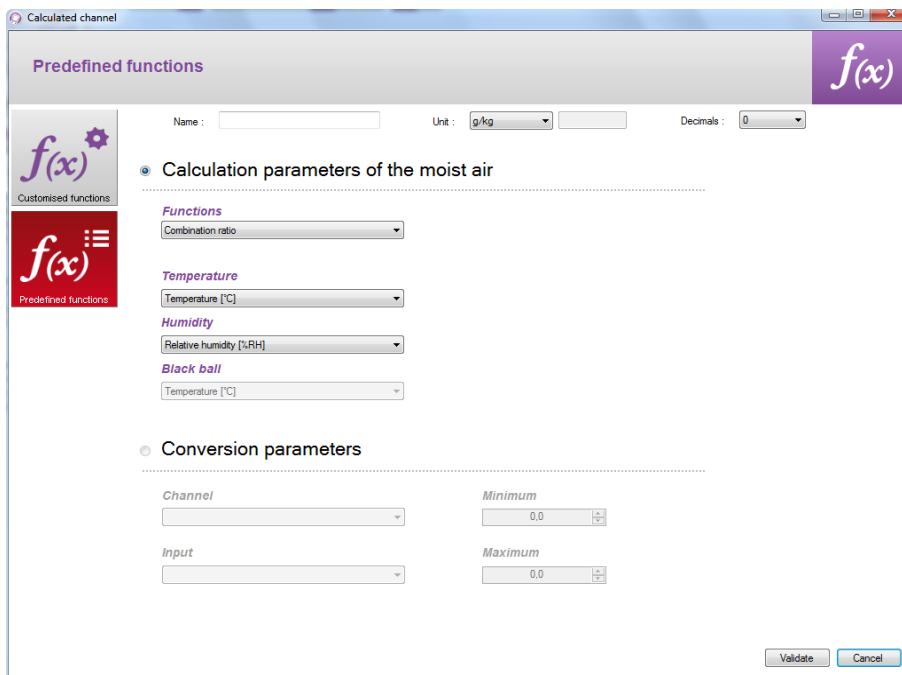 Calculated channel
Predefined functions
f(x)
Name :
Unit :
g/kg
Decimals :
0
f(x)
Customised functions
f(x)
Predefined functions
Calculation parameters of the moist air
Functions
Combination ratio
Temperature
Temperature [°C]
Humidity
Relative humidity [%RH]
Black ball
Temperature [°C]
Conversion parameters
Channel
Minimum
0,0
Input
Maximum
0,0
Validate
Cancel